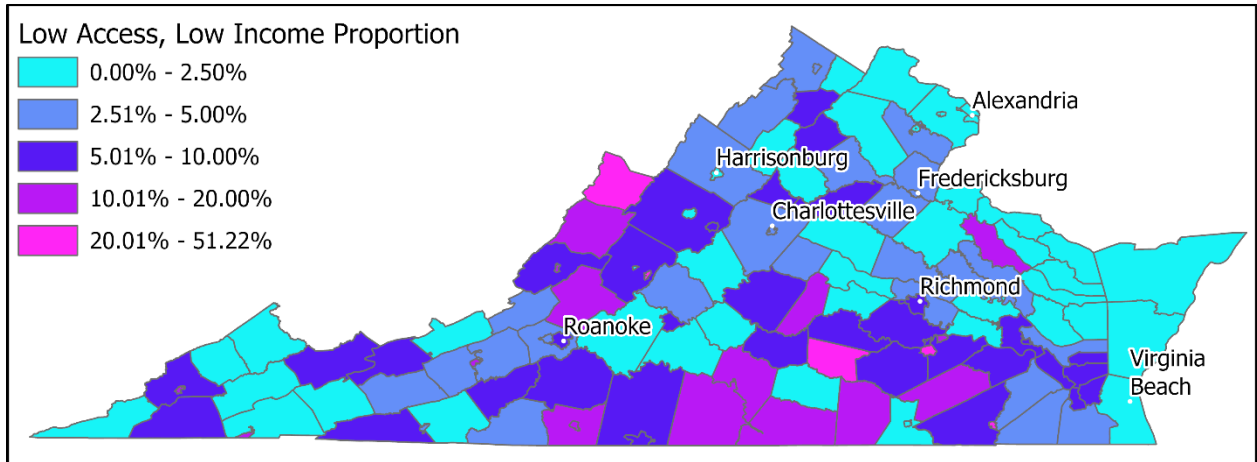 Low Access, Low Income Proportion
0.00% - 2.50%
2.51% - 5.00%
5.01% - 10.00%
10.01% - 20.00%
20.01% - 51.22%
Alexandria
Harrisonburg
Fredericksburg
Charlottesville
Richmond
Roanoke
Virginia
Beach